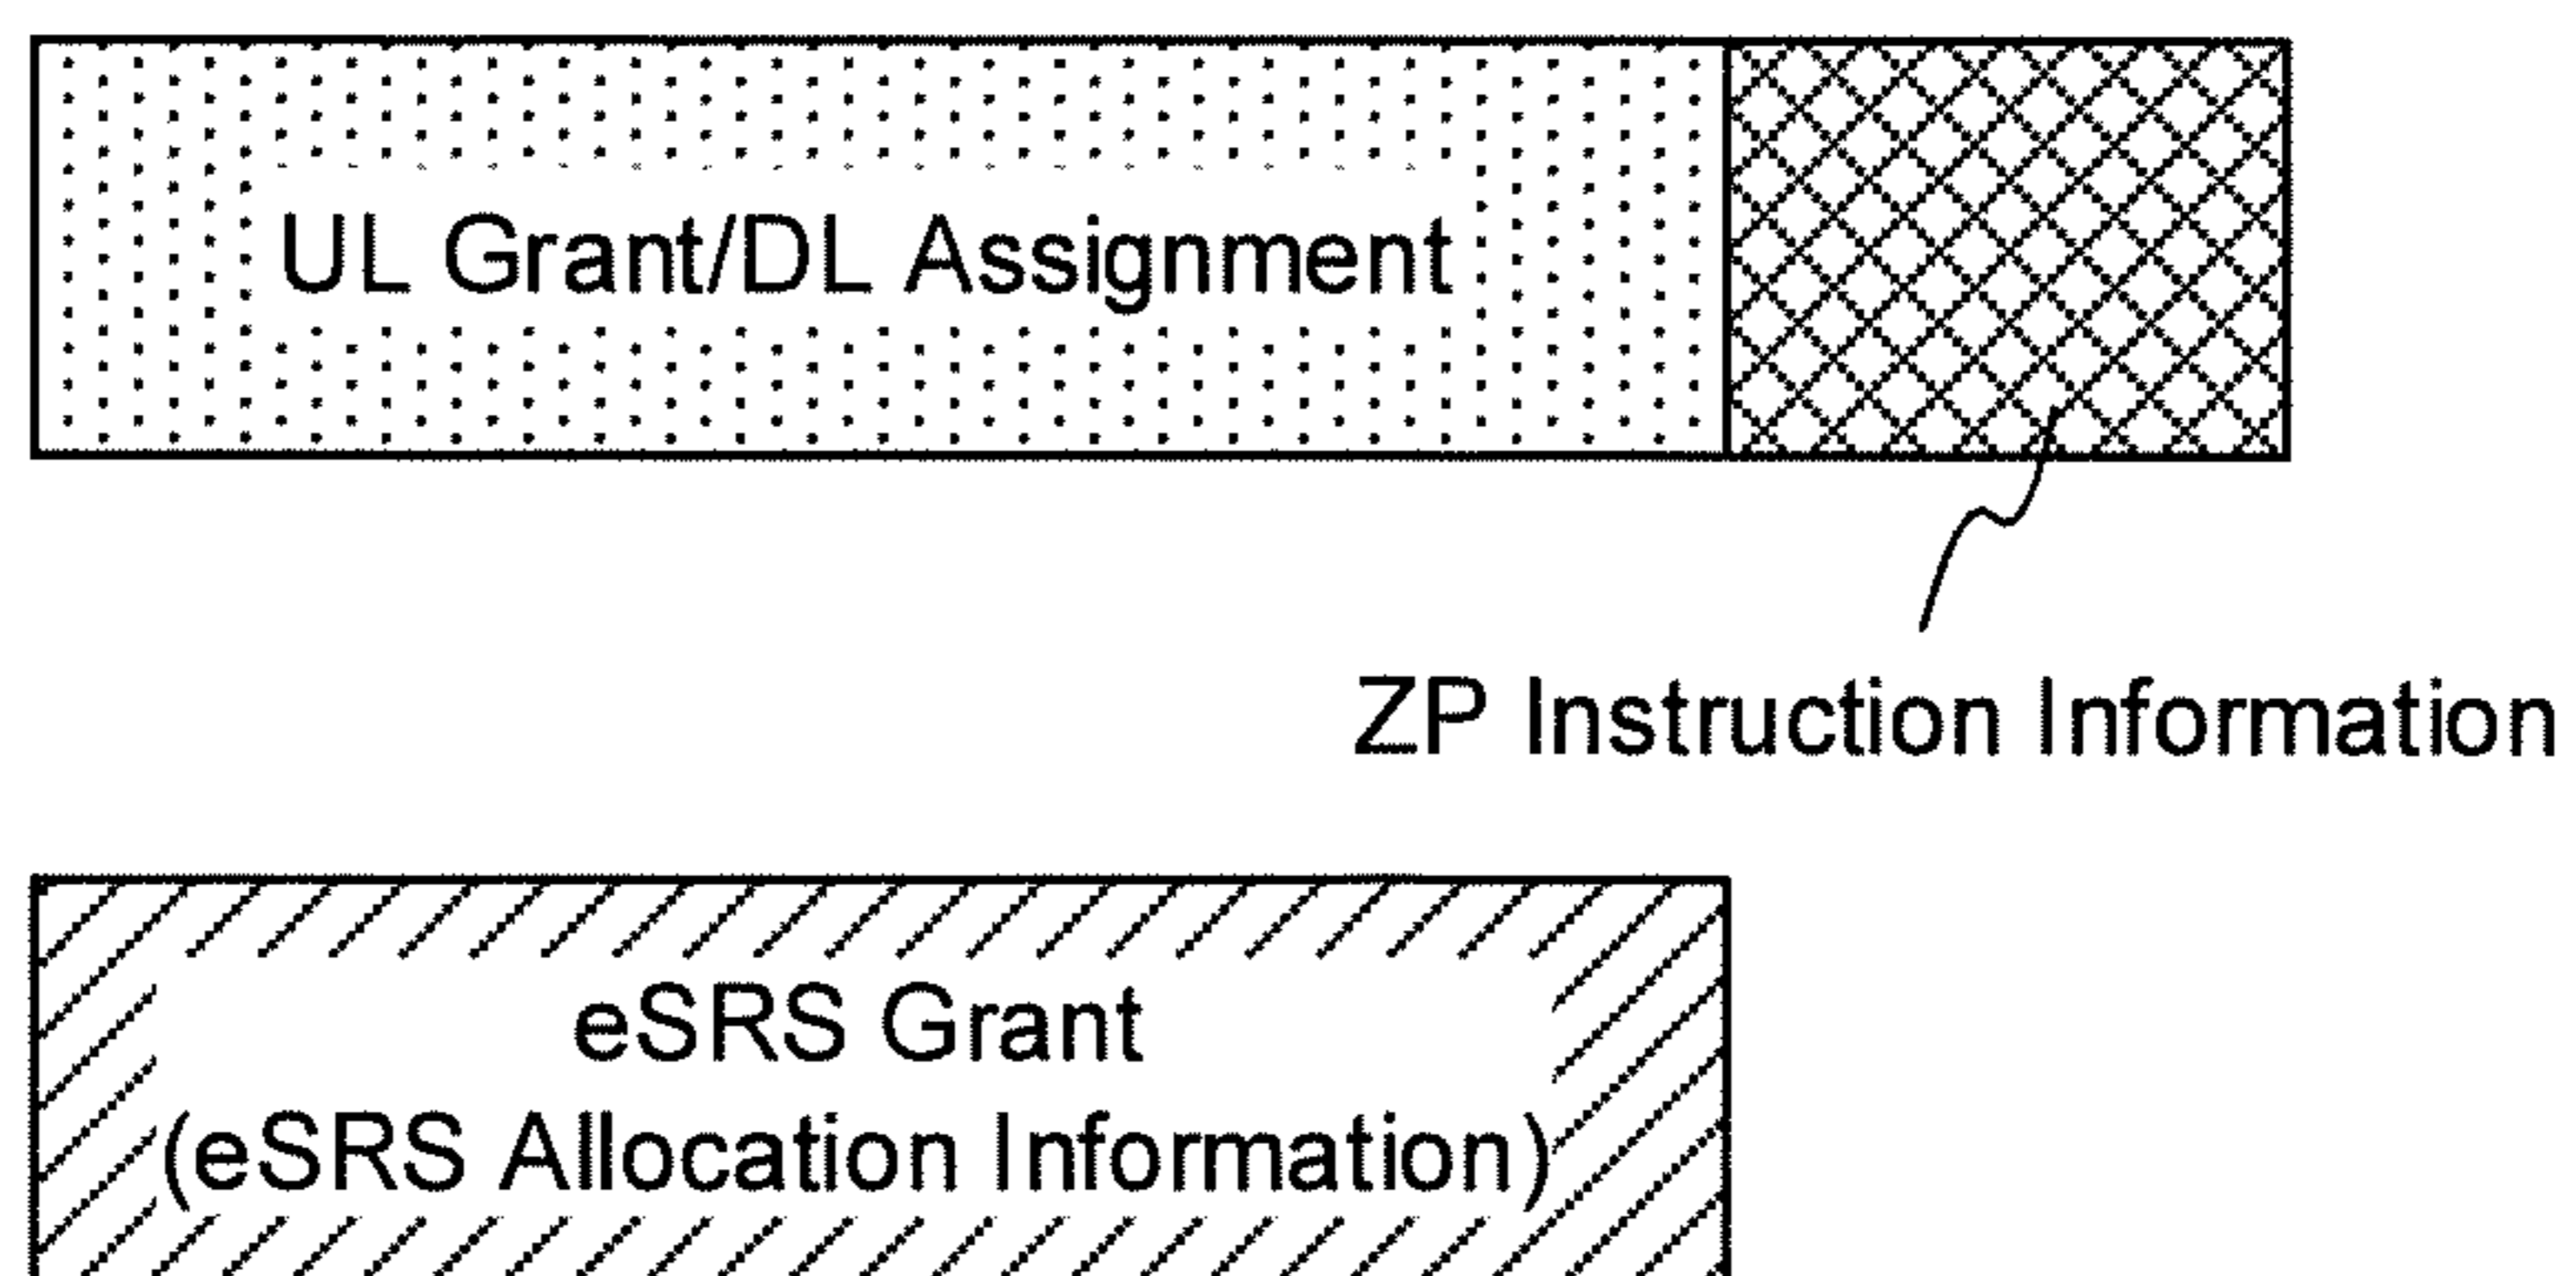 UL Grant/DL Assignment
ZP Instruction Information
eSRS Grant
(eSRS Allocation Information)